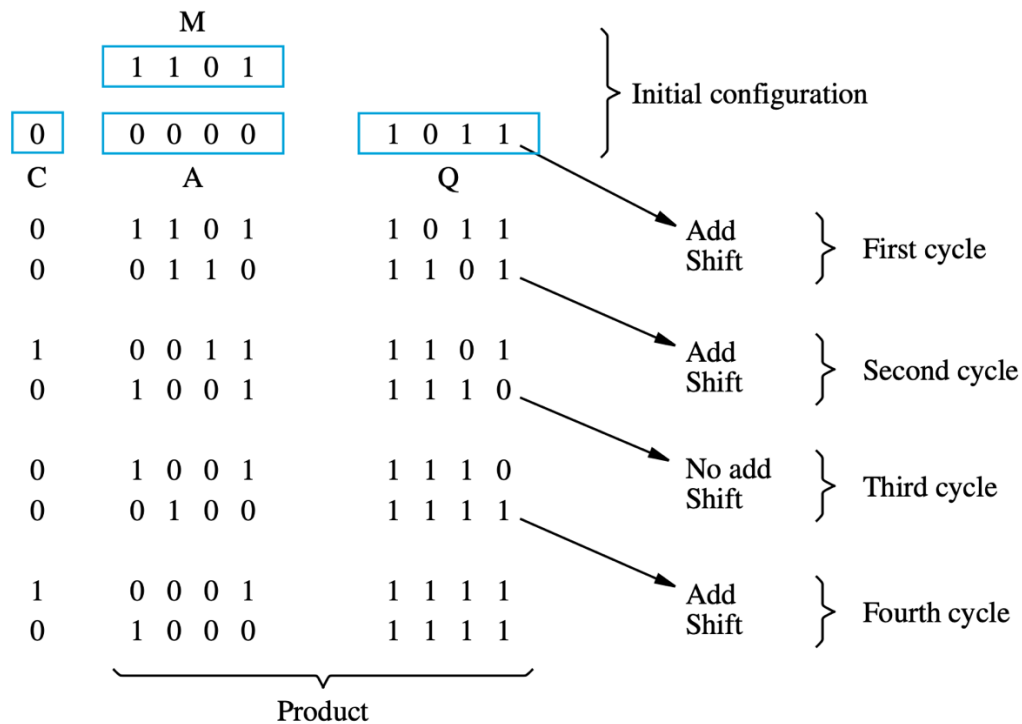 M
1 1 0 1
Initial configuration
0 0 0 0 0 1 0 1 1
C A Q
0 1 1 0 1 1 0 1 1 Add
First cycle
0 0 1 1 0 1 1 0 1 Shift
1 0 0 1 1 1 1 0 1 Add
Second cycle
0 1 0 0 1 1 1 1 0 Shift
0 1 0 0 1 1 1 1 0 No add
Third cycle
0 0 1 0 0 1 1 1 1 Shift
1 0 0 0 1 1 1 1 1 Add
Fourth cycle
0 1 0 0 0 1 1 1 1 Shift
Product